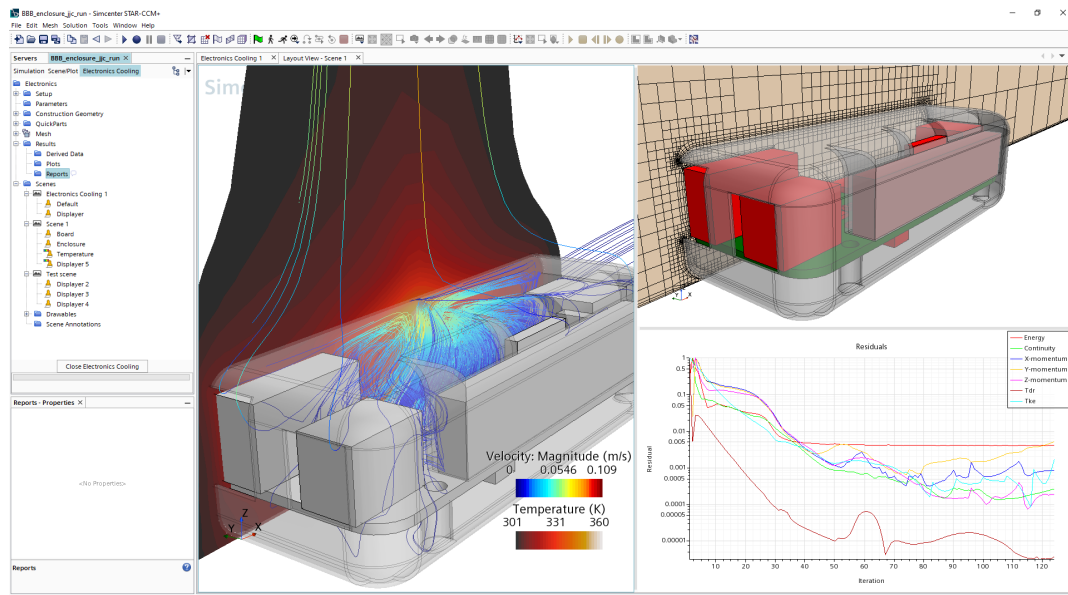 BBB_enclosure_jjc_run - Simcenter STAR-CCM+
File Edit Mesh Solution Tools Window Help
Servers BBB_enclosure_jjc_run
Simulation Scene/Plot Electronics Cooling
Electronics
Setup
Parameters
Construction Geometry
QuickParts
Mesh
Results
Derived Data
Plots
Reports
Scenes
Electronics Cooling 1
Default
Displayer
Scene 1
Board
Enclosure
Temperature
Displayer 5
Test scene
Displayer 2
Displayer 3
Displayer 4
Drawables
Scene Annotations
Close Electronics Cooling
Reports - Properties
<No Properties>
Reports
Electronics Cooling 1 Layout View - Scene 1
Velocity: Magnitude (m/s)
0 0.0546 0.109
Temperature (K)
301 331 360
Z
Y X
Y X
Residuals
Energy
Continuity
X-momentum
Y-momentum
Z-momentum
Tdr
Tke
Residual
1
0.5
0.1
0.05
0.01
0.005
0.001
0.0005
0.0001
0.00005
0.00001
10 20 30 40 50 60 70 80 90 100 110 120
Iteration